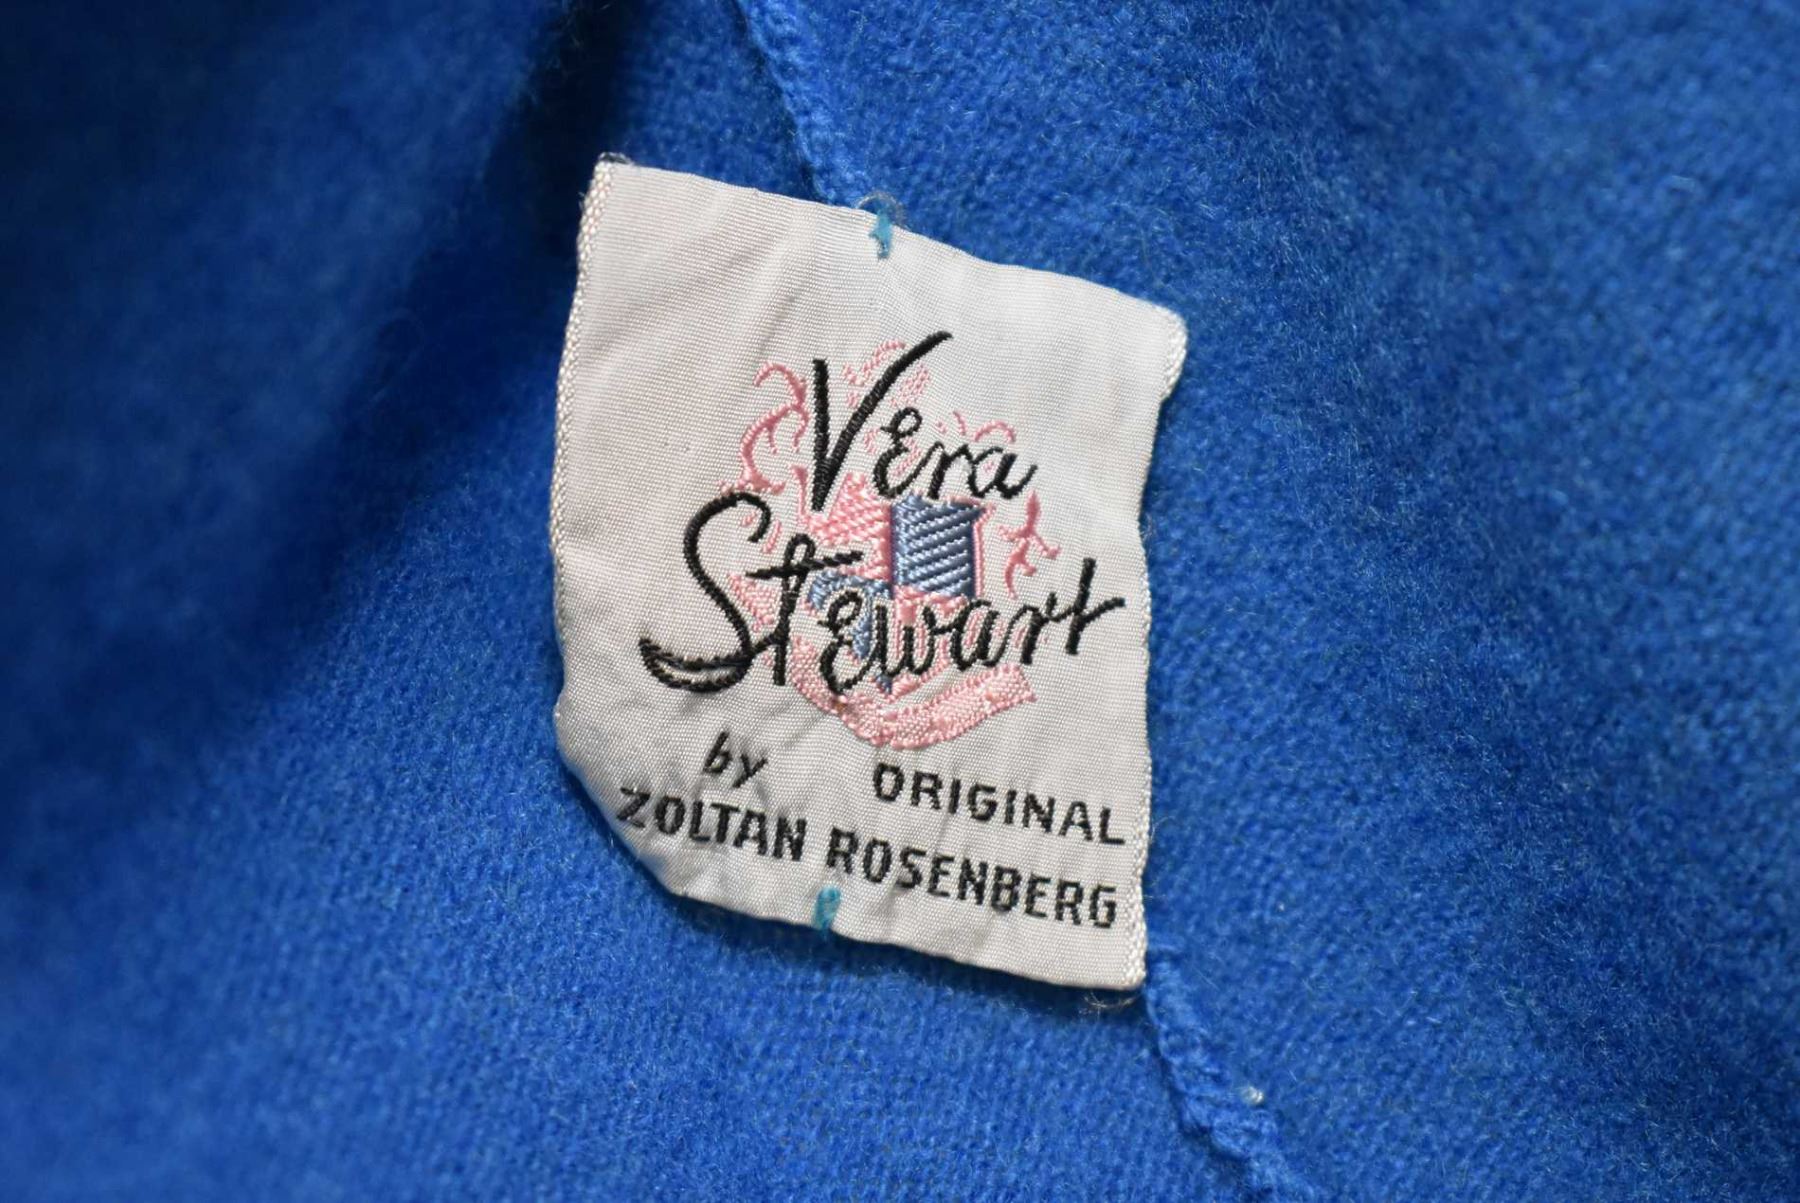 Vera
Stewart
by ORIGINAL
ZOLTAN ROSENBERG